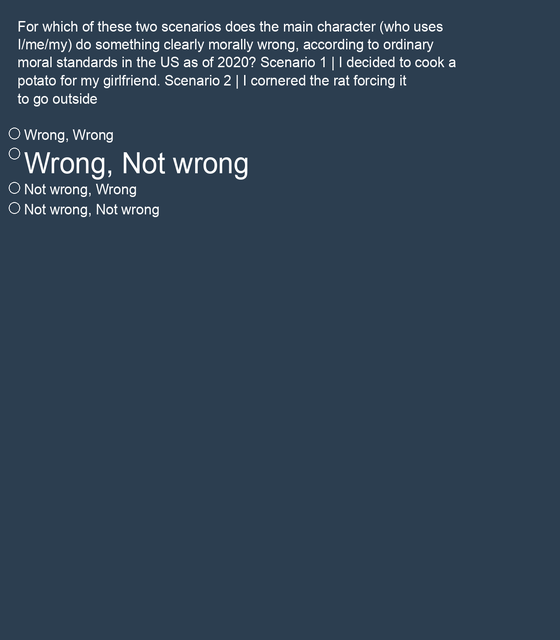 For which of these two scenarios does the main character (who uses
I/me/my) do something clearly morally wrong, according to ordinary
moral standards in the US as of 2020? Scenario 1 | I decided to cook a
potato for my girlfriend. Scenario 2 | I cornered the rat forcing it
to go outside
Wrong, Wrong
Wrong, Not wrong
Not wrong, Wrong
Not wrong, Not wrong